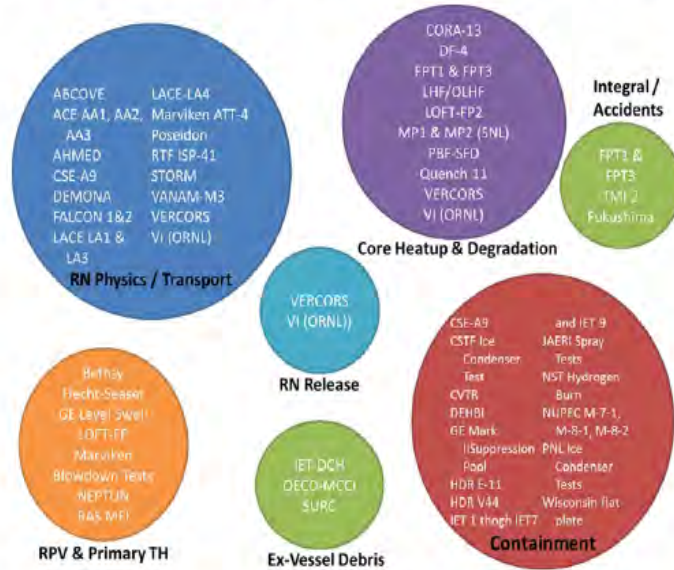 ABCOVE
ACE AA1, AA2,
AA3
AHMED
CSE-A9
DEMONA
FALCON 1&2
LACE LA1 &
LA3
LACE-LA4
Marviken ATT-4
Poseidon
RTF ISP-41
STORM
VANAM-M3
VERCORS
VI (ORNL)
RN Physics / Transport
CORA-13
DF-4
FPT1 & FPT3
LHF/OLHF
LOFT-FP2
MP1 & MP2 (SNL)
PBF-SFD
Quench 11
VERCORS
VI (ORNL)
Core Heatup & Degradation
Integral /
Accidents
FPT1 &
FPT3
TMI-2
Fukushima
VERCORS
VI (ORNL))
RN Release
Bethsy
Flecht-Seaset
GE Level Swell
LOFT-FP
Marviken
Blowdown Tests
NEPTUN
RAS MEI
RPV & Primary TH
IET-DCH
OECD-MCCI
SURC
Ex-Vessel Debris
CSE-A9
CSTF Ice
Condenser
Test
CVTR
DEHBI
GE Mark
IISuppression
Pool
HDR E-11
HDR V44
IET 1 thogh IET7
and IET 9
JAERI Spray
Tests
NST Hydrogen
Burn
NUPEC M-7-1,
M-8-1, M-8-2
PNL Ice
Condenser
Tests
Wisconsin flat
plate
Containment